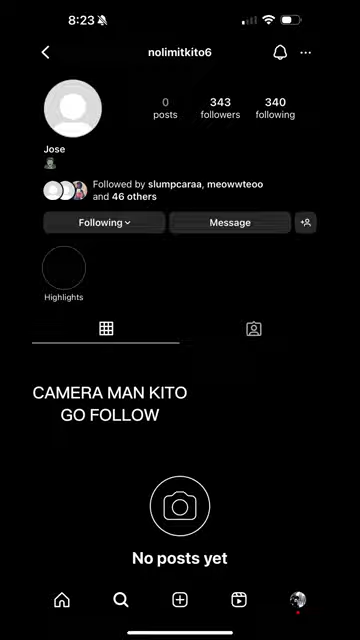 8:23
nolimitkito6
0
posts
343
followers
340
following
Jose
Followed by slumpcaraa, meowwteoo
and 46 others
Following
Message
Highlights
CAMERA MAN KITO
GO FOLLOW
No posts yet